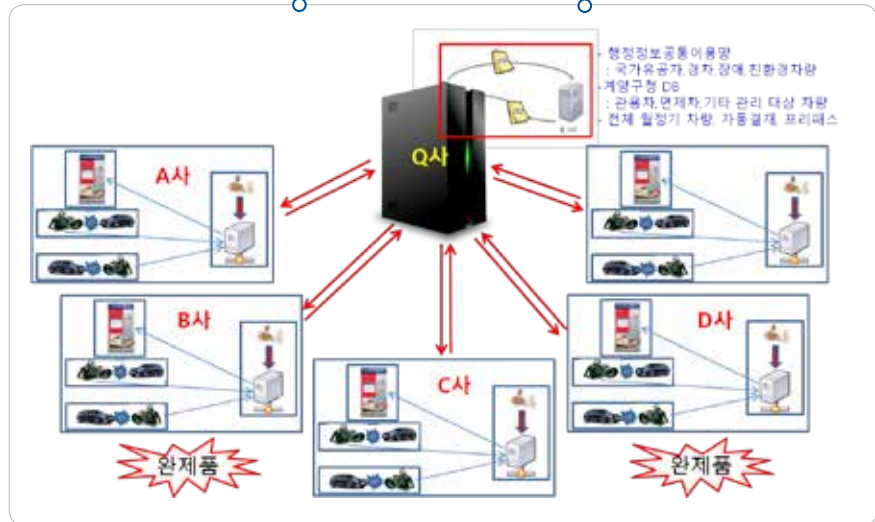 행정정보공동이용망
: 국가유공자,경차,장애,친환경차량
계양구청 DB
: 관용차,면제차,기타 관리 대상 차량
전체 월정기 차량, 자동결재, 프리패스
Q사
A사
B사
D사
C사
완제품
완제품